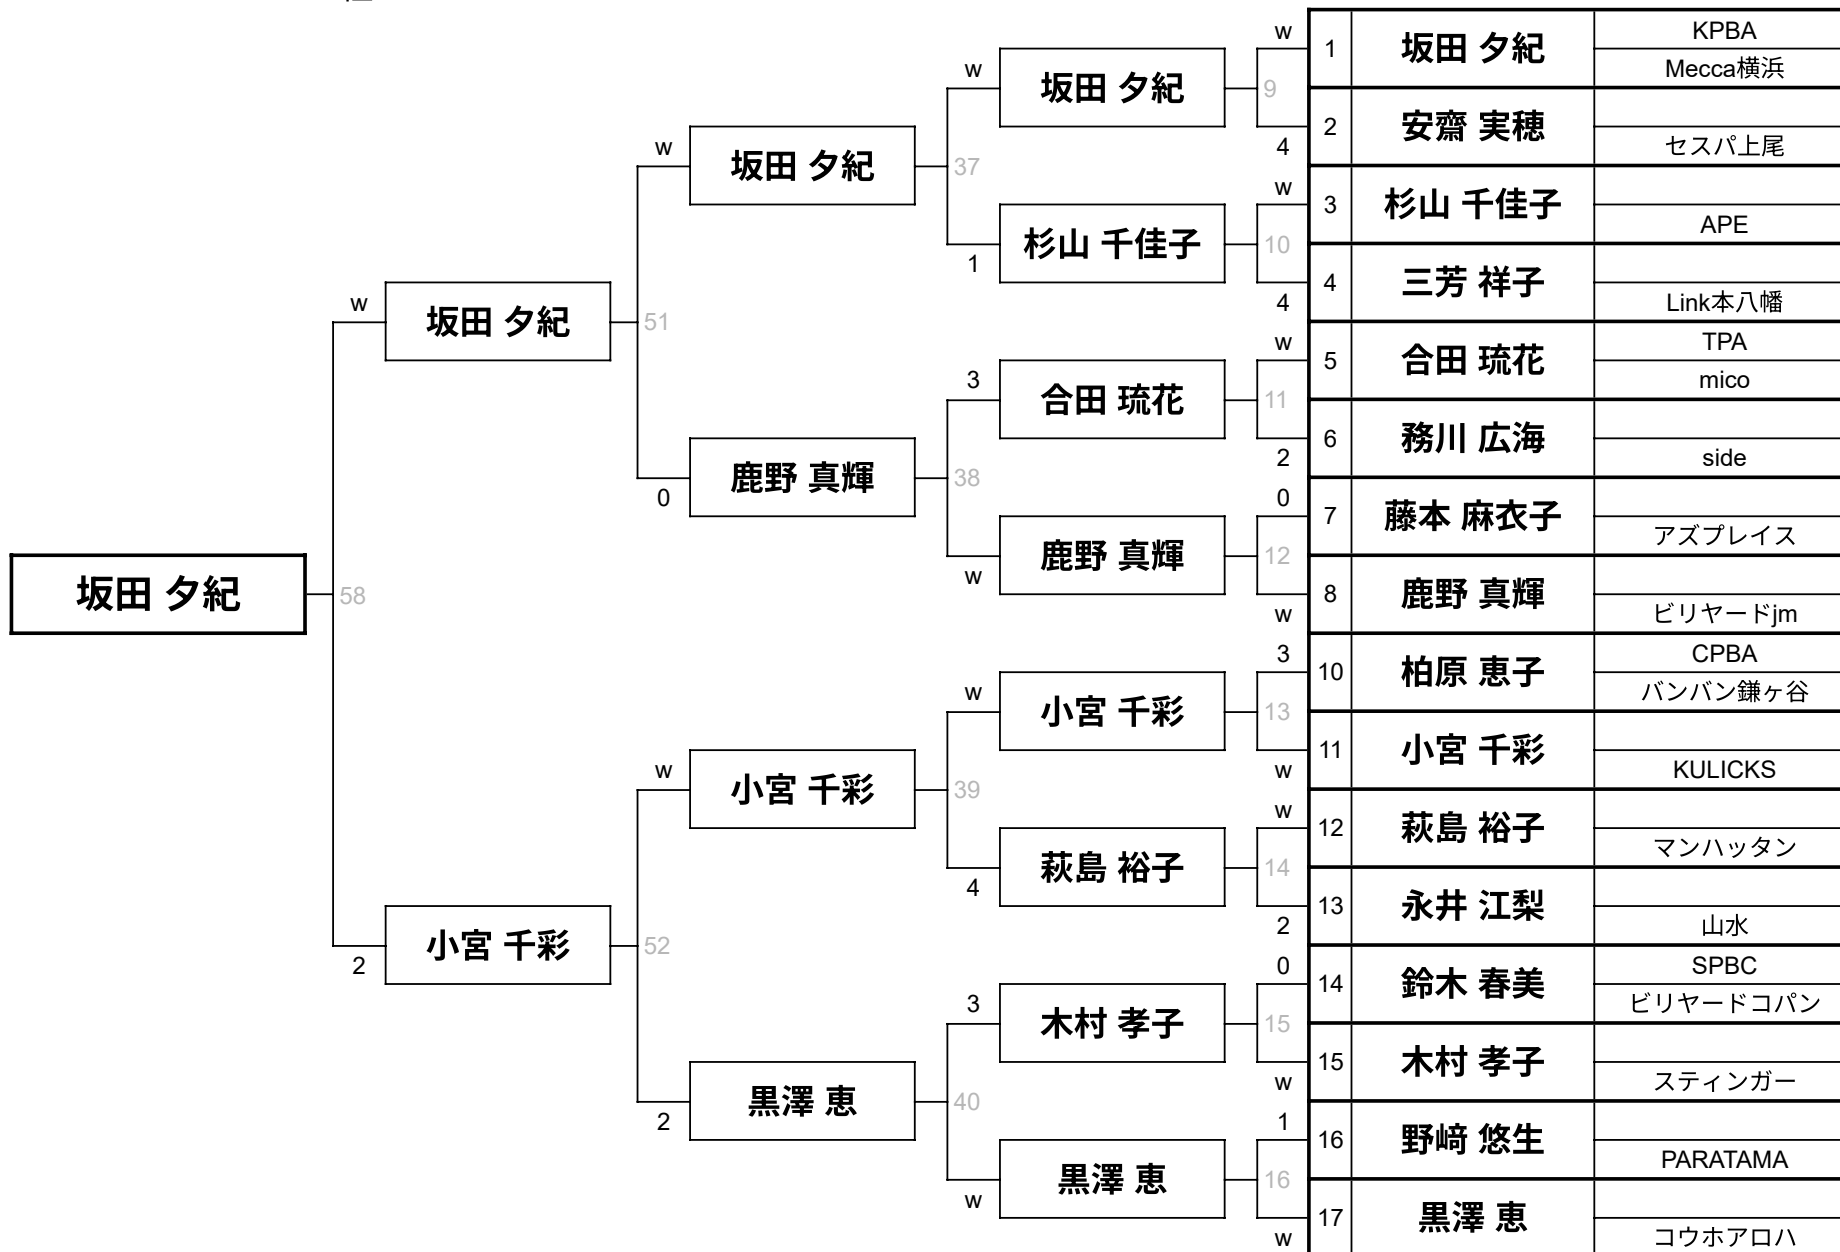 w 1 坂田 夕紀 KPBA
w 坂田 夕紀 9 Mecca横浜
2 安齋 実穂
w 坂田 夕紀 37 4 セスパ上尾
w 3 杉山 千佳子
杉山 千佳子 10 APE
1 4 三芳 祥子
w 坂田 夕紀 51 4 Link本八幡
w 5 合田 琉花 TPA
3 合田 琉花 11 mico
6 務川 広海
鹿野 真輝 38 2 side
0 0 7 藤本 麻衣子
鹿野 真輝 12 アズプレイス
w 8 鹿野 真輝
坂田 夕紀 58 w ビリヤードjm
3 10 柏原 恵子 CPBA
w 小宮 千彩 13 バンバン鎌ヶ谷
11 小宮 千彩
w 小宮 千彩 39 w KULICKS
w 12 萩島 裕子
萩島 裕子 14 マンハッタン
4 13 永井 江梨
小宮 千彩 52 2 山水
2 0 14 鈴木 春美 SPBC
3 木村 孝子 15 ビリヤードコパン
15 木村 孝子
黒澤 恵 40 w スティンガー
2 1 16 野﨑 悠生
黒澤 恵 16 PARATAMA
w 17 黒澤 恵
w コウホアロハ